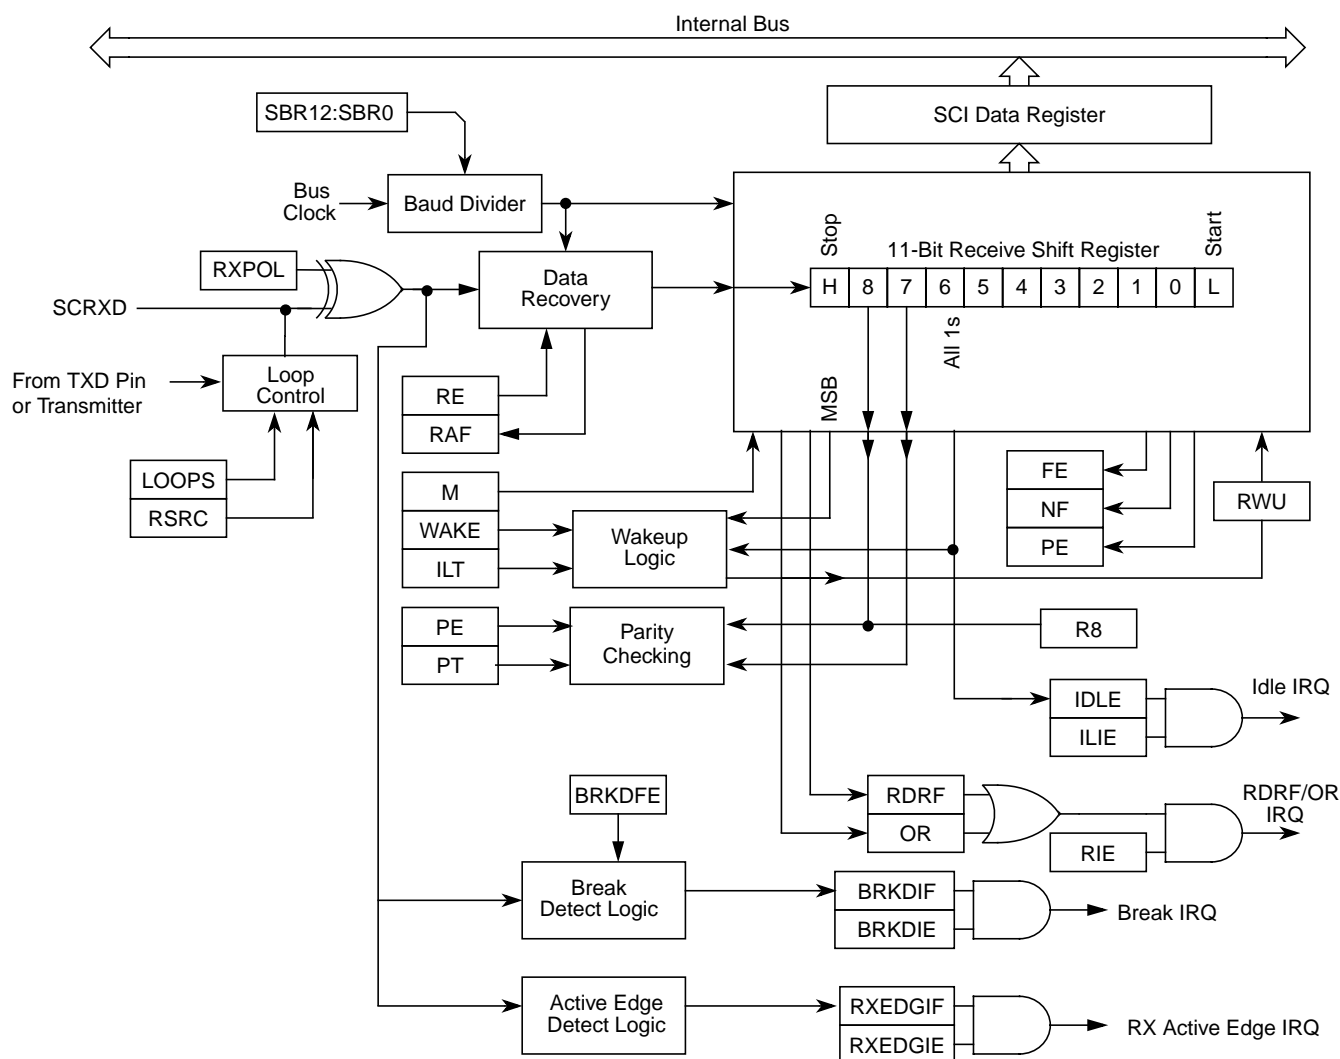 Internal Bus
SBR12:SBR0
SCI Data Register
Bus
Clock
Baud Divider
RXPOL
SCRXD
Data
Recovery
Stop
11-Bit Receive Shift Register
Start
H 8 7 6 5 4 3 2 1 0 L
All 1s
MSB
From TXD Pin
or Transmitter
Loop
Control
RE
RAF
LOOPS
RSRC
M
WAKE
ILT
Wakeup
Logic
FE
NF
PE
RWU
PE
PT
Parity
Checking
R8
IDLE
ILIE
Idle IRQ
BRKDFE
RDRF
OR
RIE
RDRF/OR
IRQ
Break
Detect Logic
BRKDIF
BRKDIE
Break IRQ
Active Edge
Detect Logic
RXEDGIF
RXEDGIE
RX Active Edge IRQ